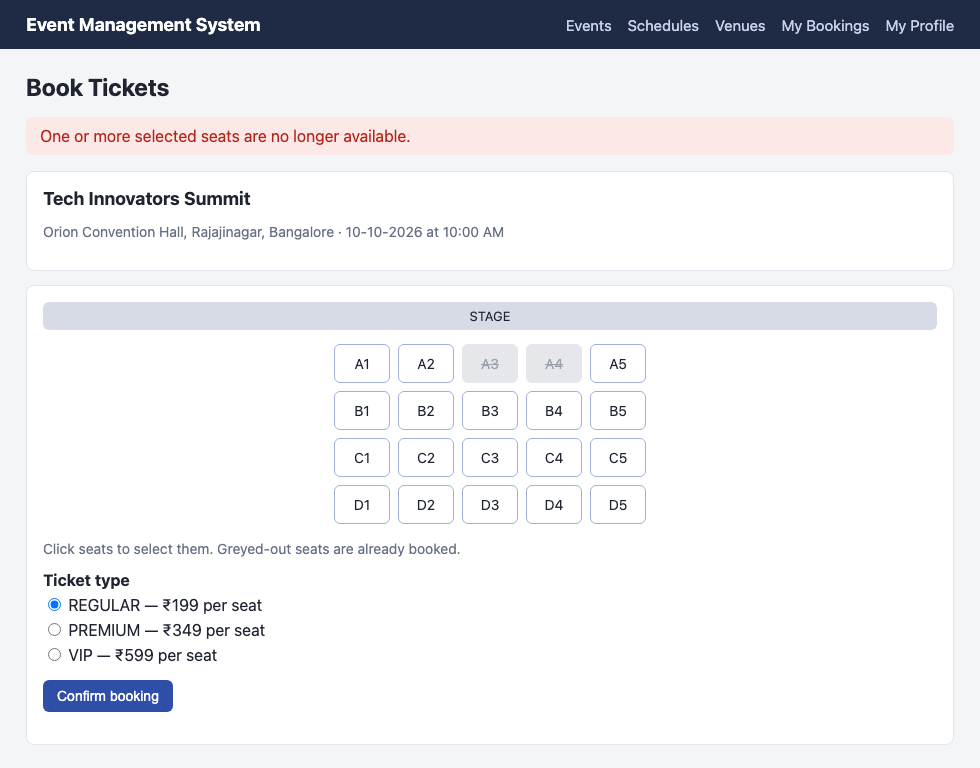 Event Management System
Events Schedules Venues My Bookings My Profile
Book Tickets
One or more selected seats are no longer available.
Tech Innovators Summit
Orion Convention Hall, Rajajinagar, Bangalore · 10-10-2026 at 10:00 AM
STAGE
A1 A2 A3 A4 A5
B1 B2 B3 B4 B5
C1 C2 C3 C4 C5
D1 D2 D3 D4 D5
Click seats to select them. Greyed-out seats are already booked.
Ticket type
REGULAR — ₹199 per seat
PREMIUM — ₹349 per seat
VIP — ₹599 per seat
Confirm booking